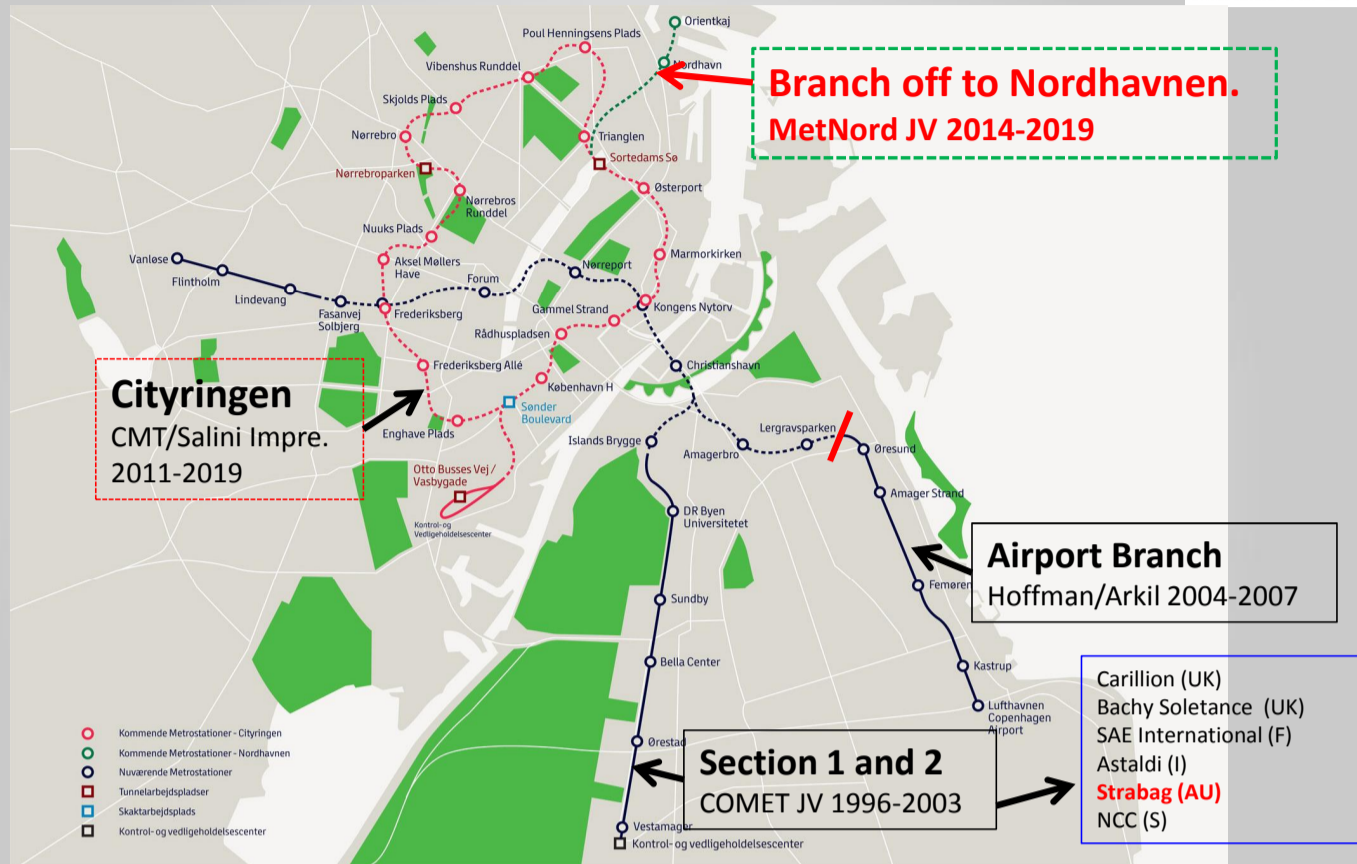 Orientkaj
Poul Henningsens Plads
Nordhavn
Vibenshus Runddel
Branch off to Nordhavnen.
MetNord JV 2014-2019
Skjolds Plads
Nørrebro
Trianglen
Sortedams Sø
Nørrebroparken
Østerport
Nørrebros
Runddel
Nuuks Plads
Marmorkirken
Vanløse
Aksel Møllers
Have
Nørreport
Flintholm
Forum
Lindevang
Gammel Strand
Kongens Nytorv
Fasanvej
Solbjerg
Frederiksberg
Rådhuspladsen
Frederiksberg Allé
Christianshavn
København H
Cityringen
CMT/Salini Impre.
2011-2019
Sønder
Boulevard
Enghave Plads
Islands Brygge
Lergravsparken
Amagerbro
Øresund
Otto Busses Vej /
Vasbygade
Amager Strand
Kontrol- og
Vedligeholdelsescenter
DR Byen
Universitetet
Airport Branch
Hoffman/Arkil 2004-2007
Femøren
Sundby
Bella Center
Kastrup
Carillion (UK)
Bachy Soletance (UK)
SAE International (F)
Astaldi (I)
Strabag (AU)
NCC (S)
Lufthavnen
Copenhagen
Airport
Kommende Metrostationer - Cityringen
Kommende Metrostationer - Nordhavnen
Nuværende Metrostationer
Tunnelarbejdspladser
Skaktarbejdsplads
Kontrol- og vedligeholdelsescenter
Ørestad
Section 1 and 2
COMET JV 1996-2003
Vestamager
Kontrol- og vedligeholdelsescenter